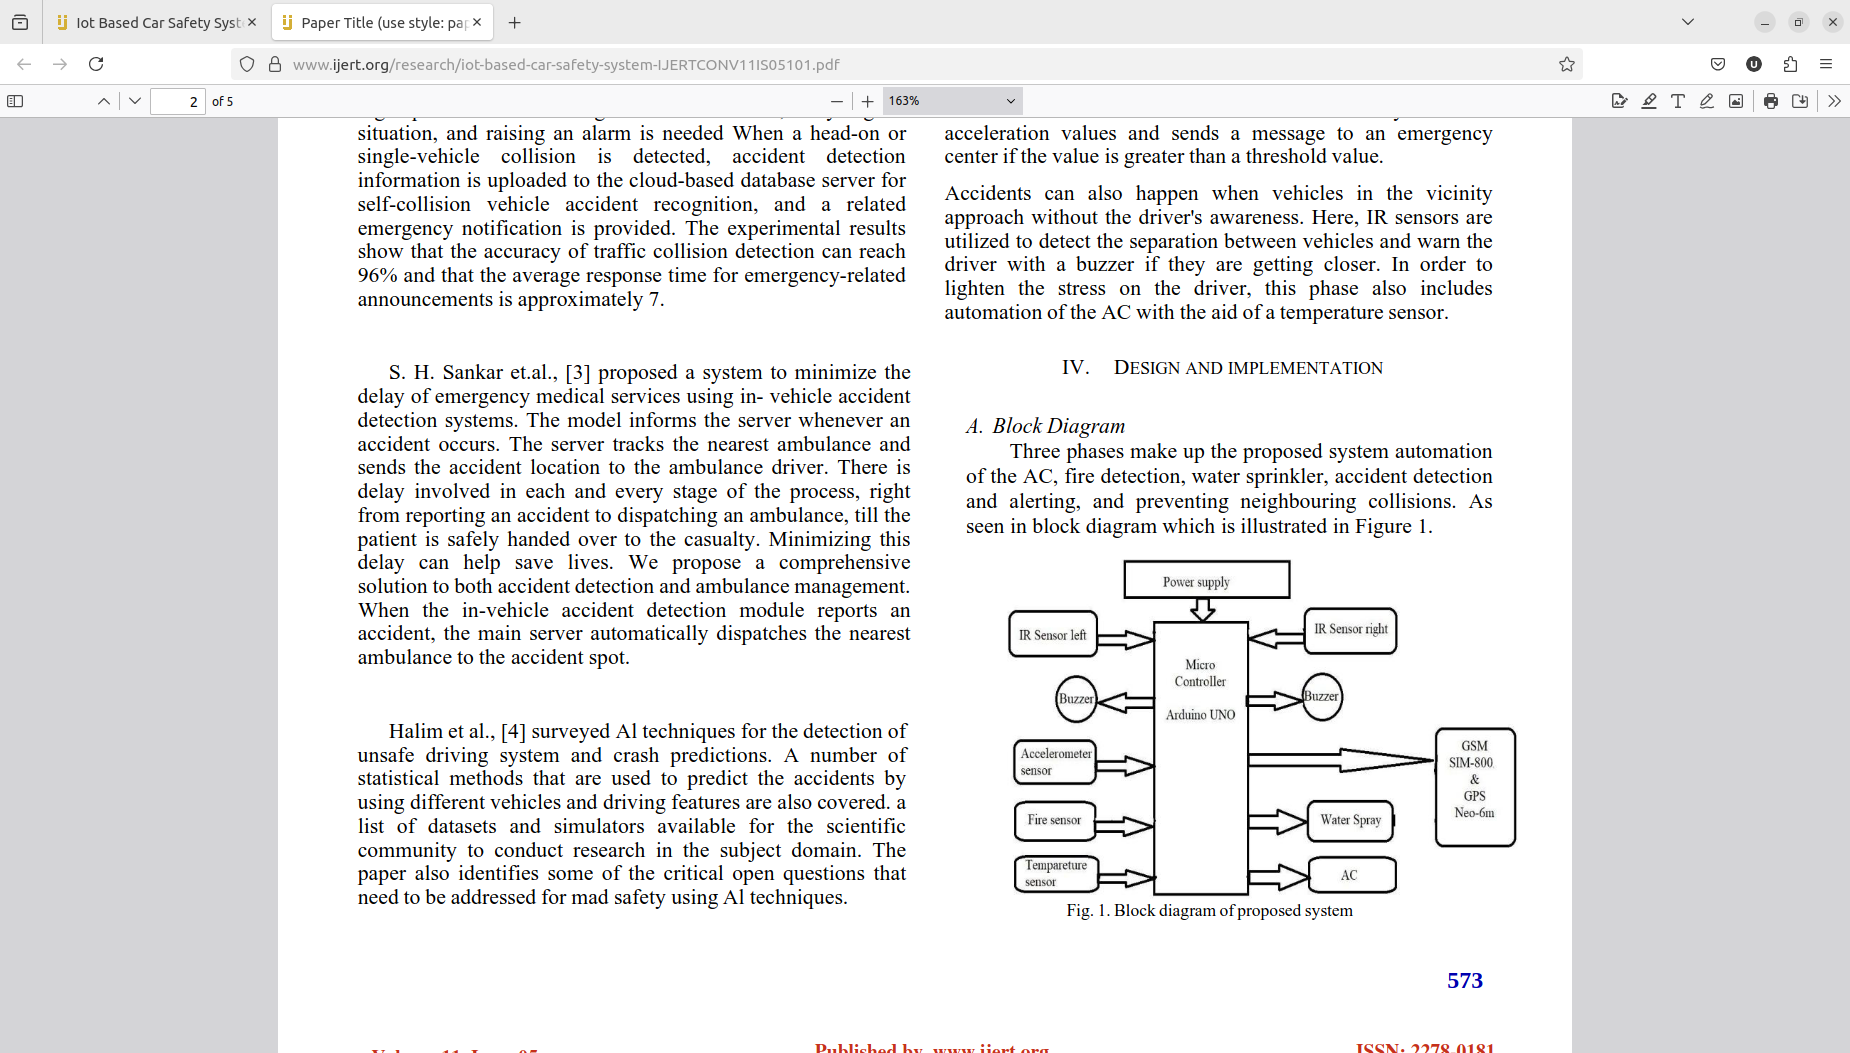 Iot Based Car Safety Syst
Paper Title (use style: pap
www.ijert.org/research/iot-based-car-safety-system-IJERTCONV11IS05101.pdf
2 of 5
163%
situation, and raising an alarm is needed When a head-on or
single-vehicle collision is detected, accident detection
information is uploaded to the cloud-based database server for
self-collision vehicle accident recognition, and a related
emergency notification is provided. The experimental results
show that the accuracy of traffic collision detection can reach
96% and that the average response time for emergency-related
announcements is approximately 7.
S. H. Sankar et.al., [3] proposed a system to minimize the
delay of emergency medical services using in- vehicle accident
detection systems. The model informs the server whenever an
accident occurs. The server tracks the nearest ambulance and
sends the accident location to the ambulance driver. There is
delay involved in each and every stage of the process, right
from reporting an accident to dispatching an ambulance, till the
patient is safely handed over to the casualty. Minimizing this
delay can help save lives. We propose a comprehensive
solution to both accident detection and ambulance management.
When the in-vehicle accident detection module reports an
accident, the main server automatically dispatches the nearest
ambulance to the accident spot.
Halim et al., [4] surveyed Al techniques for the detection of
unsafe driving system and crash predictions. A number of
statistical methods that are used to predict the accidents by
using different vehicles and driving features are also covered. a
list of datasets and simulators available for the scientific
community to conduct research in the subject domain. The
paper also identifies some of the critical open questions that
need to be addressed for mad safety using Al techniques.
acceleration values and sends a message to an emergency
center if the value is greater than a threshold value.
Accidents can also happen when vehicles in the vicinity
approach without the driver's awareness. Here, IR sensors are
utilized to detect the separation between vehicles and warn the
driver with a buzzer if they are getting closer. In order to
lighten the stress on the driver, this phase also includes
automation of the AC with the aid of a temperature sensor.
IV. DESIGN AND IMPLEMENTATION
A. Block Diagram
Three phases make up the proposed system automation
of the AC, fire detection, water sprinkler, accident detection
and alerting, and preventing neighbouring collisions. As
seen in block diagram which is illustrated in Figure 1.
Power supply
IR Sensor left
IR Sensor right
Micro
Controller
Arduino UNO
Buzzer
Buzzer
Accelerometer
sensor
GSM
SIM-800
&
GPS
Neo-6m
Fire sensor
Water Spray
Tempareture
sensor
AC
Fig. 1. Block diagram of proposed system
573
Published by, www.ijert.org
ISSN: 2278-0181